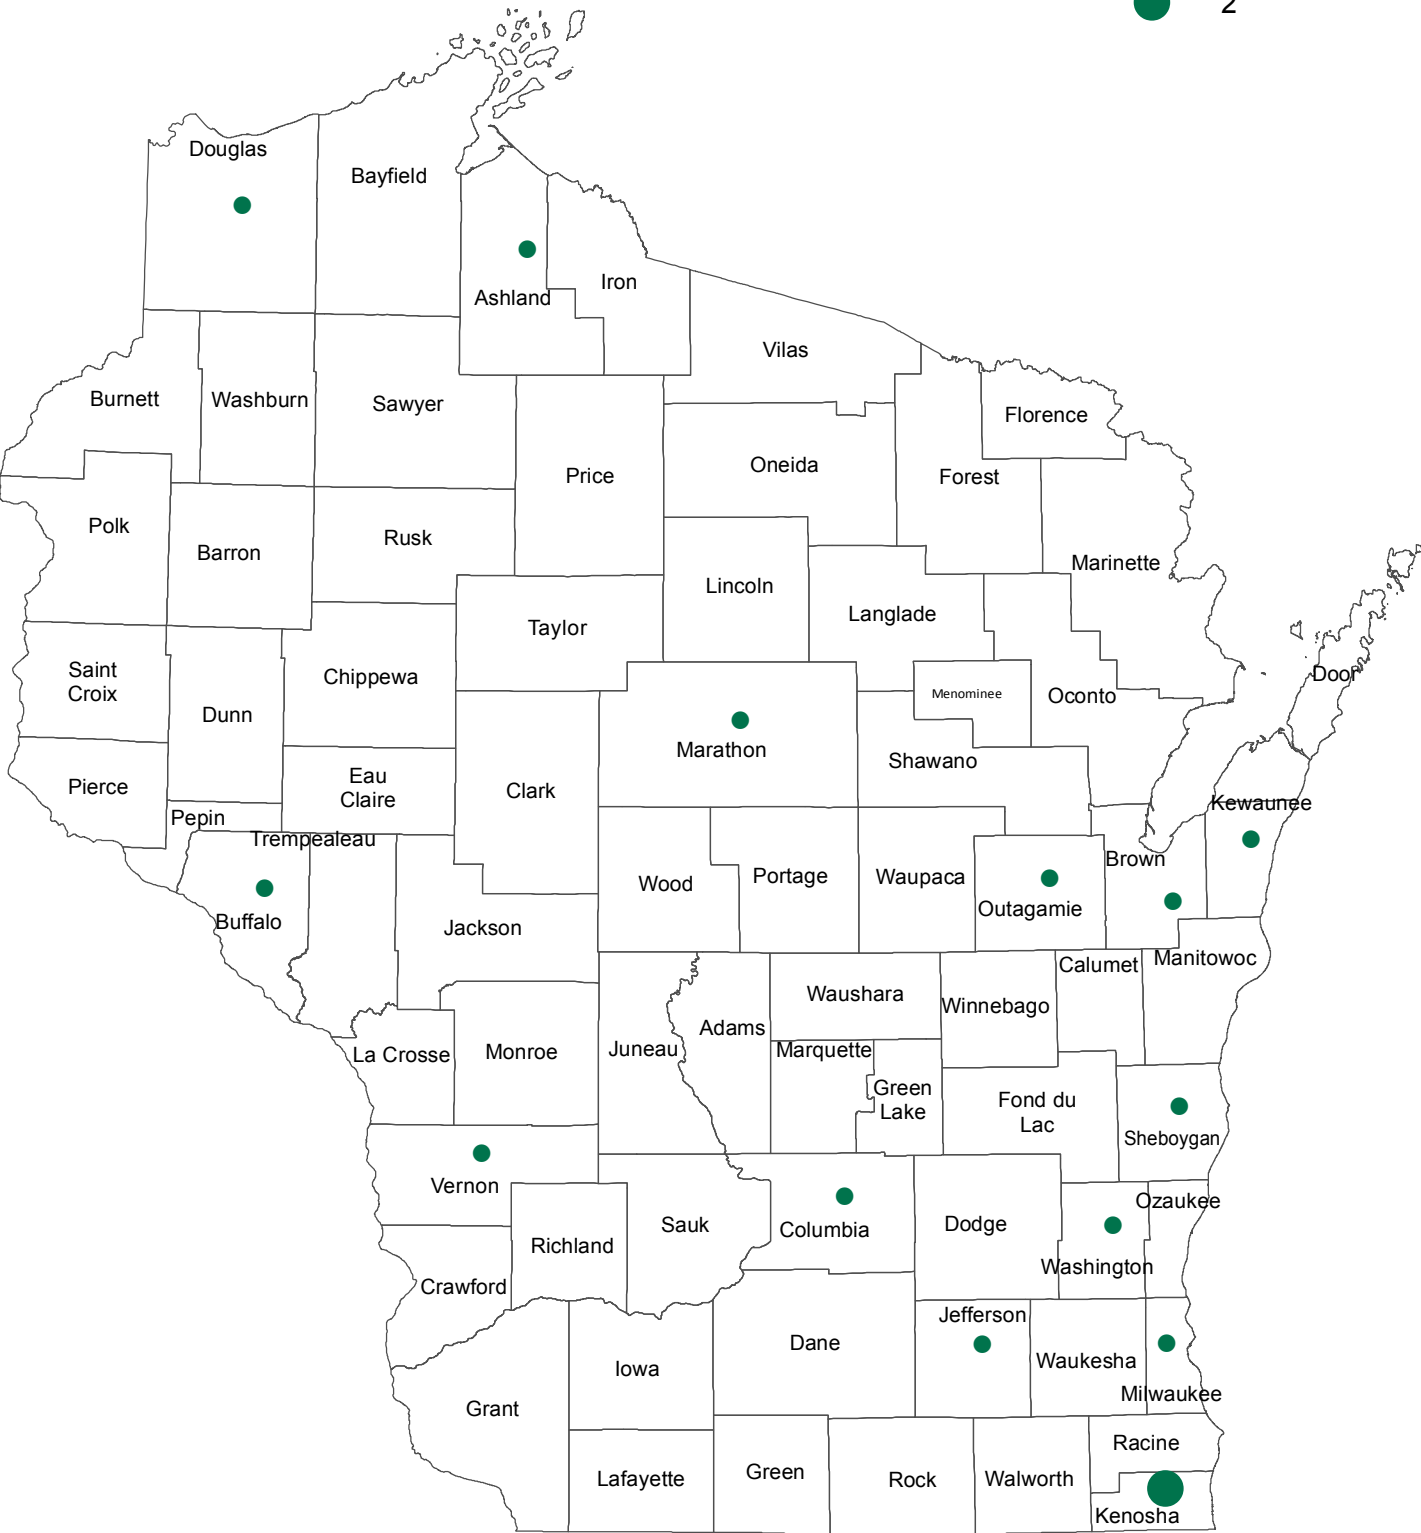 2
Douglas
Bayfield
Ashland
Iron
Vilas
Burnett
Washburn
Sawyer
Florence
Price
Oneida
Forest
Polk
Barron
Rusk
Marinette
Lincoln
Langlade
Taylor
Saint
Croix
Chippewa
Door
Menominee
Oconto
Dunn
Marathon
Shawano
Pierce
Eau
Claire
Clark
Kewaunee
Pepin
Trempealeau
Brown
Wood
Portage
Waupaca
Outagamie
Buffalo
Jackson
Calumet
Manitowoc
Waushara
Winnebago
Adams
La Crosse
Monroe
Juneau
Marquette
Green
Lake
Fond du
Lac
Sheboygan
Vernon
Ozaukee
Sauk
Columbia
Dodge
Richland
Washington
Crawford
Jefferson
Dane
Waukesha
Iowa
Milwaukee
Grant
Racine
Lafayette
Green
Rock
Walworth
Kenosha